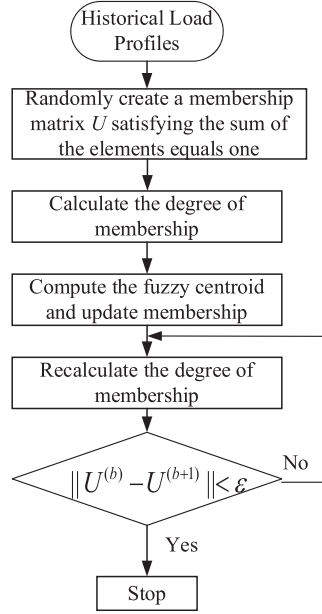 Historical Load
Profiles
Randomly create a membership
matrix U satisfying the sum of
the elements equals one
Calculate the degree of
membership
Compute the fuzzy centroid
and update membership
Recalculate the degree of
membership
|| U^(b) − U^(b+1) || < ε
No
Yes
Stop